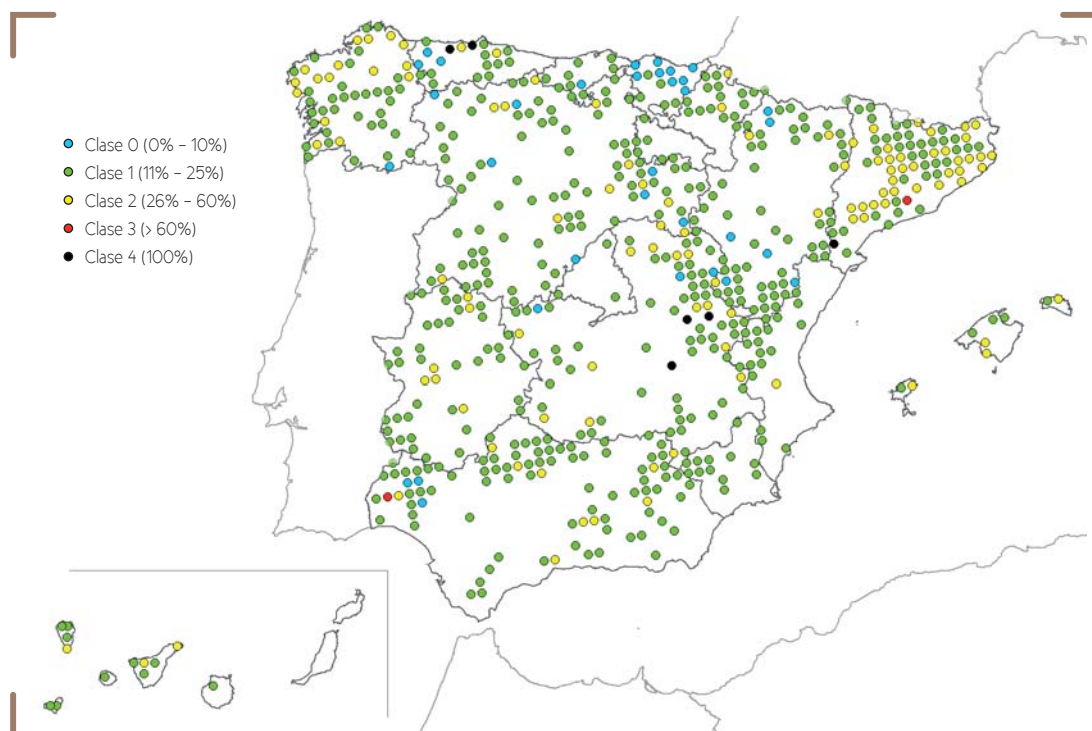 Clase 0 (0% – 10%)
Clase 1 (11% – 25%)
Clase 2 (26% – 60%)
Clase 3 (> 60%)
Clase 4 (100%)